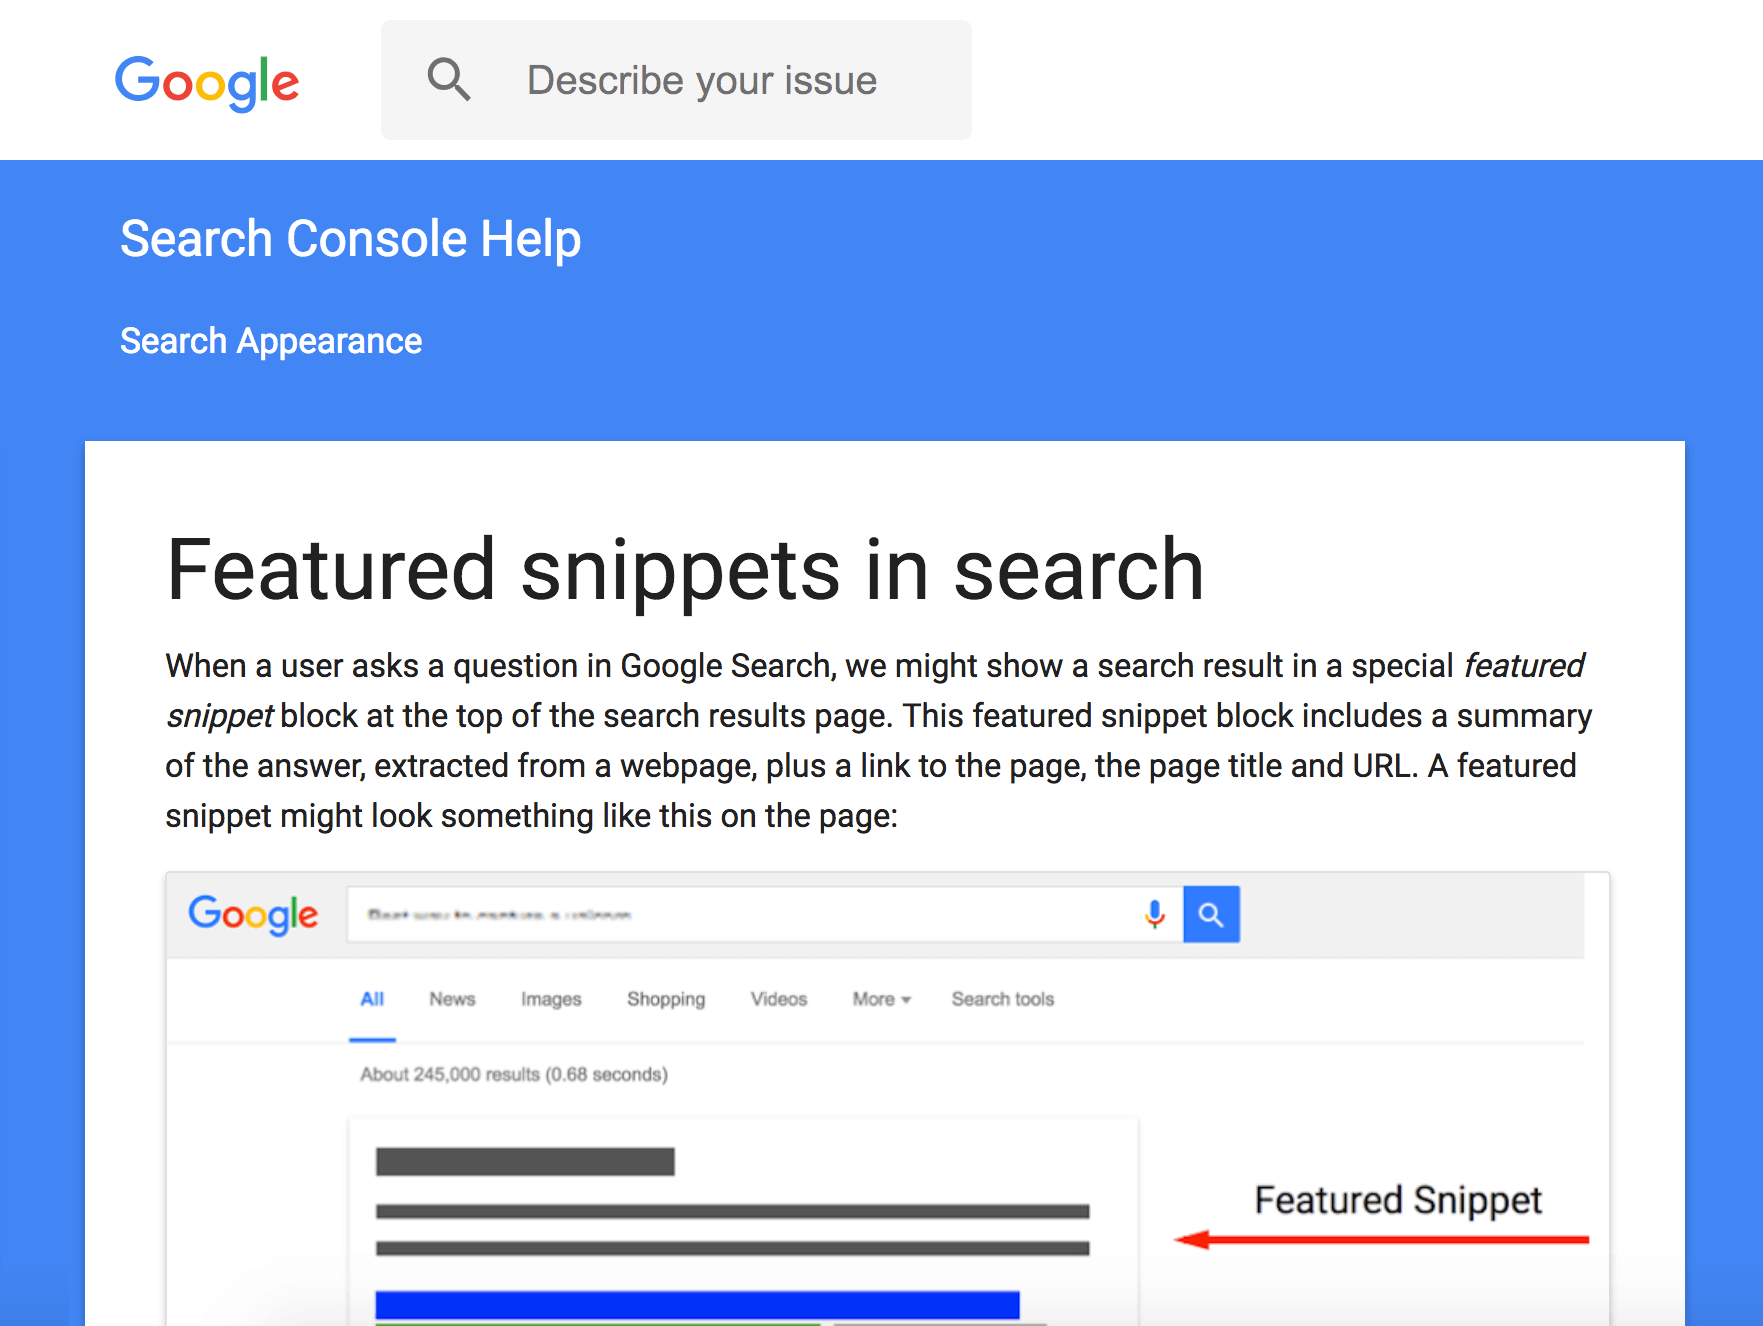 Google
Describe your issue
Search Console Help
Search Appearance
Featured snippets in search
When a user asks a question in Google Search, we might show a search result in a special featured
snippet block at the top of the search results page. This featured snippet block includes a summary
of the answer, extracted from a webpage, plus a link to the page, the page title and URL. A featured
snippet might look something like this on the page:
Google
All News Images Shopping Videos More Search tools
About 245,000 results (0.68 seconds)
Featured Snippet